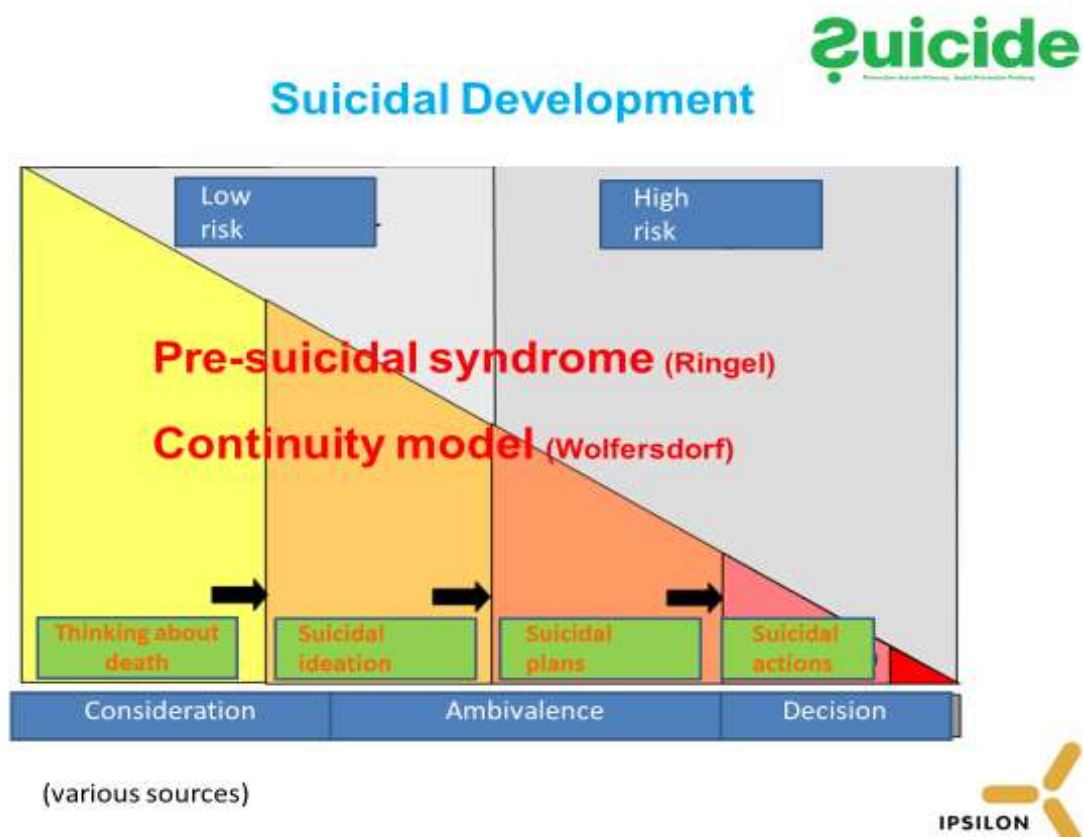 Suicide
Suicidal Development
Low
risk
High
risk
Pre-suicidal syndrome (Ringel)
Continuity model (Wolfersdorf)
Thinking about
death
Suicidal
ideation
Suicidal
plans
Suicidal
actions
Consideration
Ambivalence
Decision
(various sources)
IPSILON